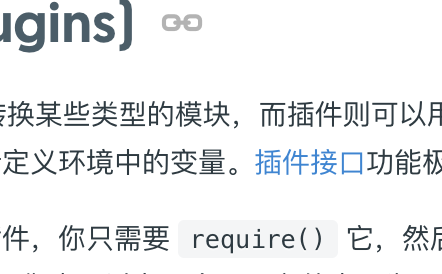 ugins)
换某些类型的模块，而插件则可以用
定义环境中的变量。插件接口功能极
件，你只需要 require() 它，然后